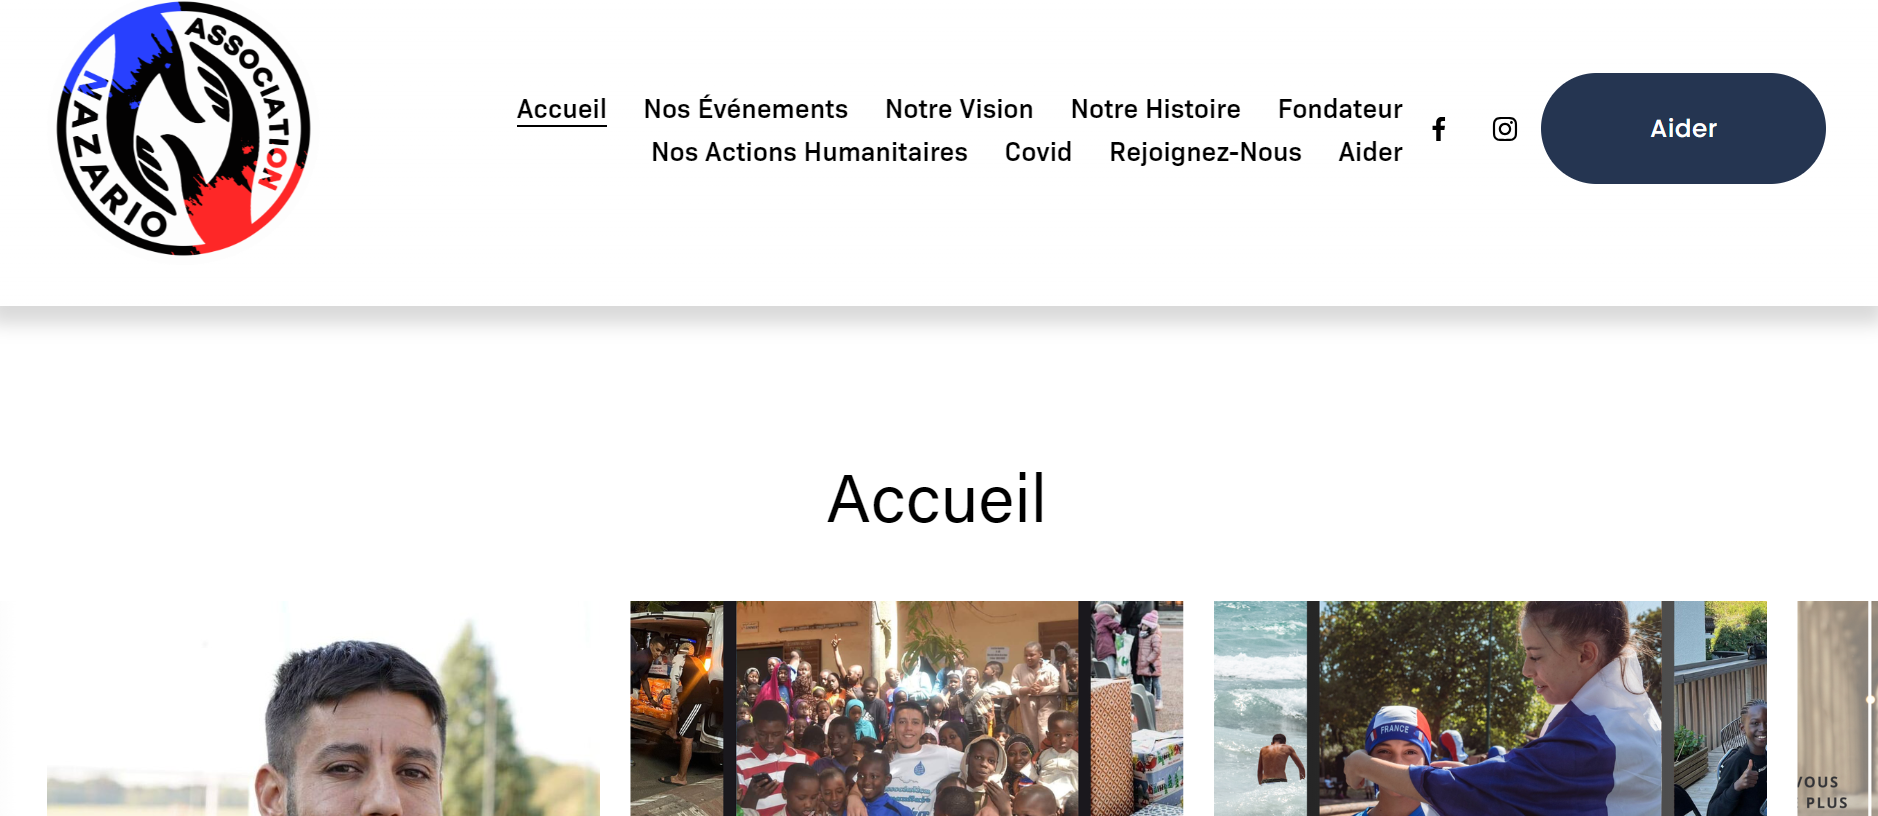 ASSOCIATION
NAZARIO
Accueil Nos Événements Notre Vision Notre Histoire Fondateur
Nos Actions Humanitaires Covid Rejoignez-Nous Aider
Aider
Accueil
FRANCE
VOUS
PLUS